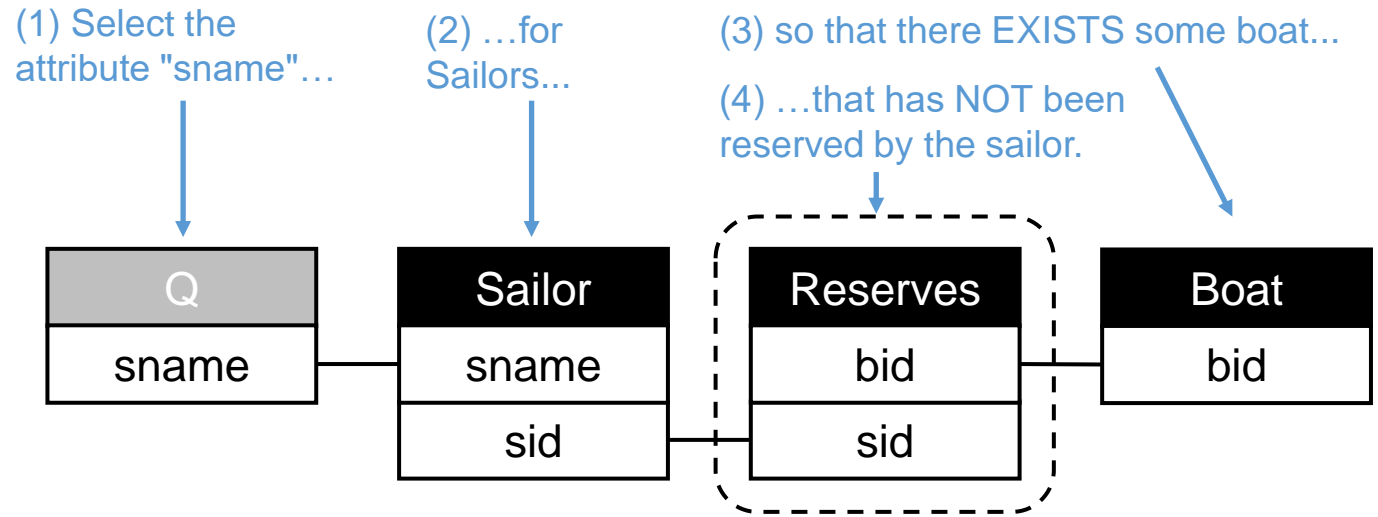 (1) Select the
attribute "sname"…
(2) …for
Sailors...
(3) so that there EXISTS some boat...
(4) …that has NOT been
reserved by the sailor.
Q
sname
Sailor
sname
sid
Reserves
bid
sid
Boat
bid